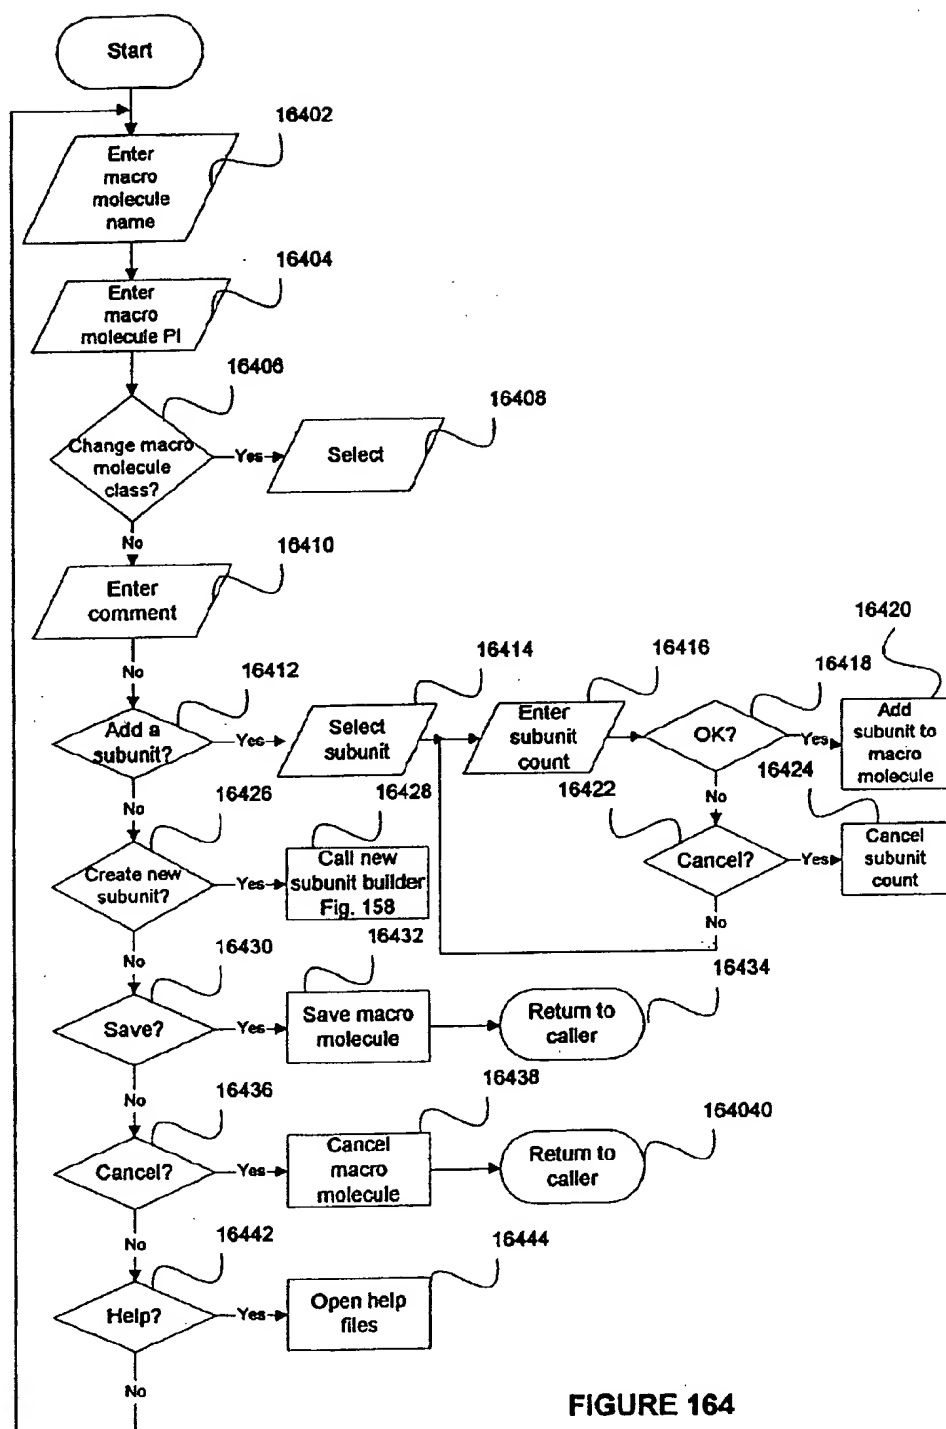 Start
16402
Enter
macro
molecule
name
16404
Enter
macro
molecule PI
16406
16408
Change macro
molecule
class?
Yes
Select
No
16410
Enter
comment
No
16412
16414
16416
16418
16420
Add a
subunit?
Yes
Select
subunit
Enter
subunit
count
OK?
Yes
Add
subunit to
macro
molecule
No
16426
16428
16422
No
16424
Create new
subunit?
Yes
Call new
subunit builder
Fig. 158
Cancel?
Yes
Cancel
subunit
count
No
No
16430
16432
16434
Save?
Yes
Save macro
molecule
Return to
caller
No
16436
16438
164040
Cancel?
Yes
Cancel
macro
molecule
Return to
caller
No
16442
16444
Help?
Yes
Open help
files
No
FIGURE 164